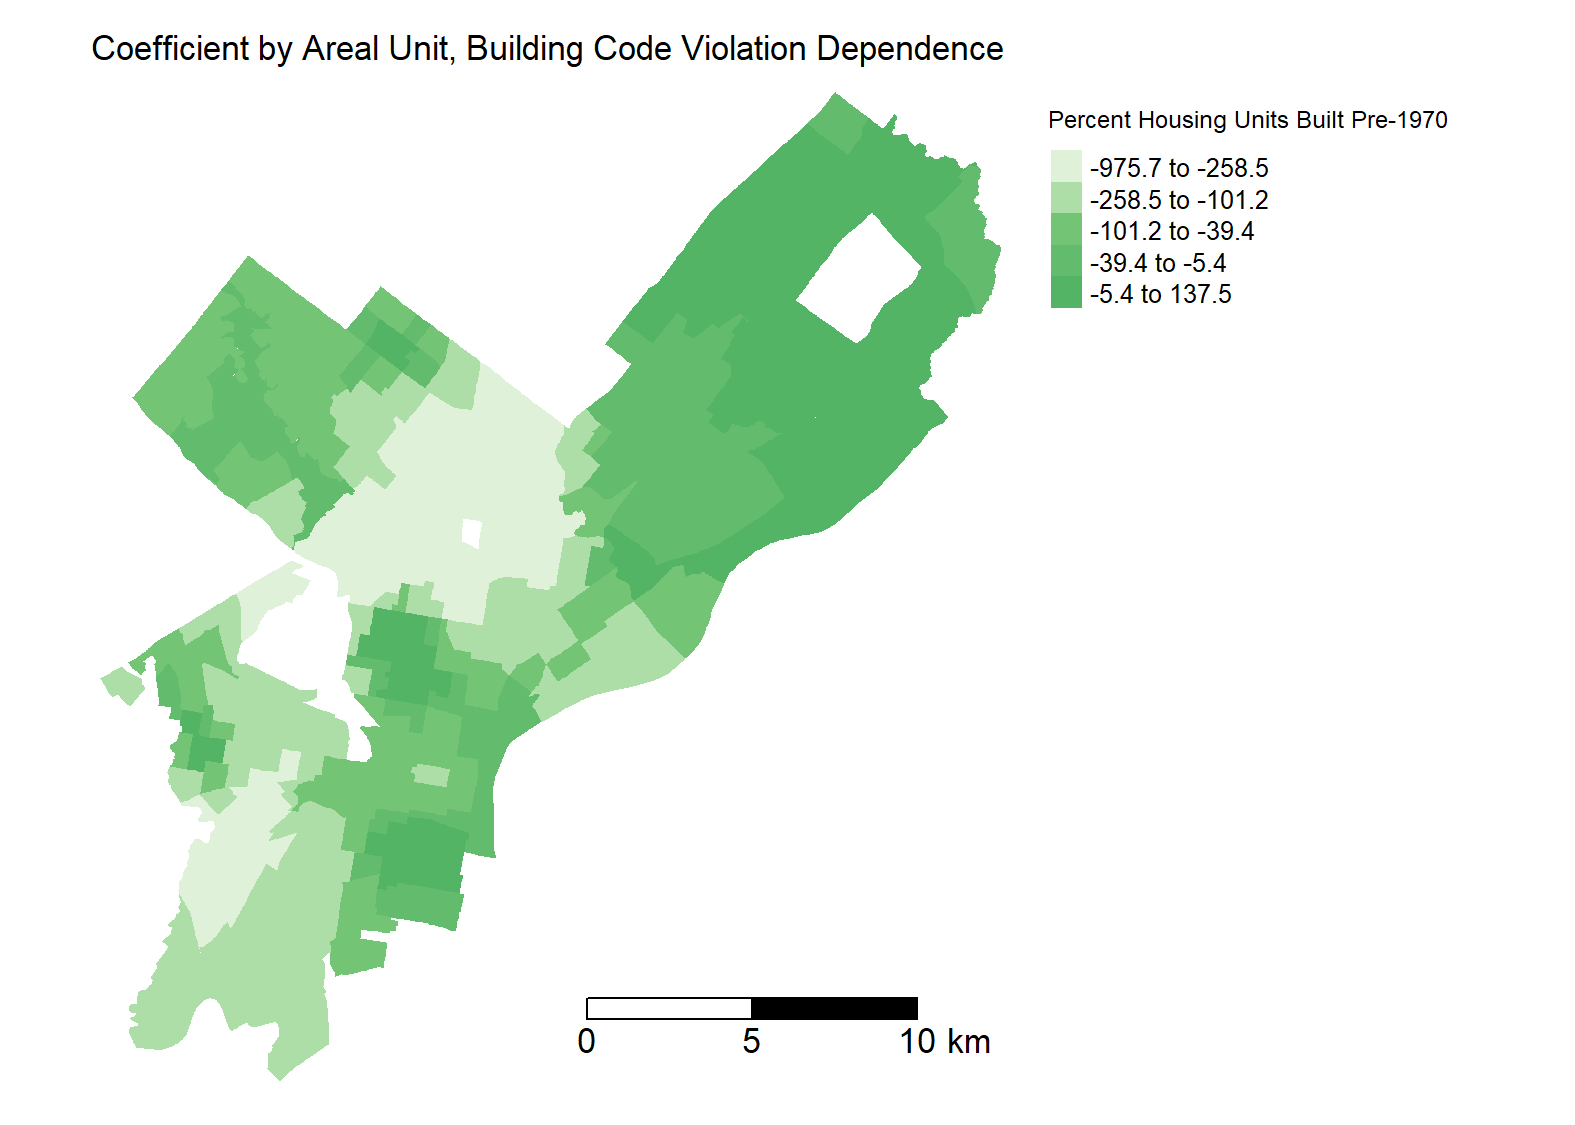 Coefficient by Areal Unit, Building Code Violation Dependence
Percent Housing Units Built Pre-1970
-975.7 to -258.5
-258.5 to -101.2
-101.2 to -39.4
-39.4 to -5.4
-5.4 to 137.5
0 5 10 km